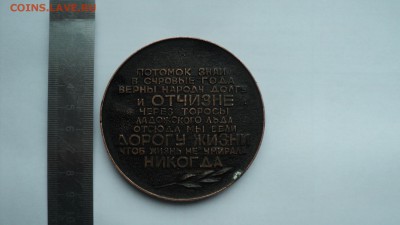 COINS.LAVE.RU
ПОТОМОК ЗНАЙ
В СУРОВЫЕ ГОДА
ВЕРНЫ НАРОДУ ДОЛГУ
И ОТЧИЗНЕ
ЧЕРЕЗ ТОРОСЫ
ЛАДОЖСКОГО ЛЬДА
ОТСЮДА МЫ ВЕЛИ
ДОРОГУ ЖИЗНИ
ЧТОБ ЖИЗНЬ НЕ УМИРАЛА
НИКОГДА